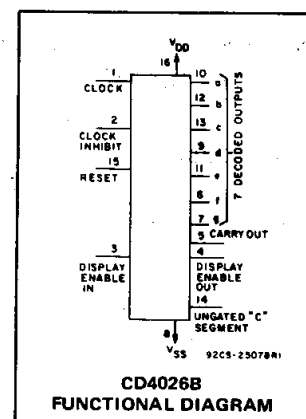 VDD
16
1
CLOCK
10 a
12 b
2
CLOCK
INHIBIT
13 c
9 d
15
RESET
11 e
6 f
7 g
7 DECODED OUTPUTS
5
CARRY OUT
3
DISPLAY
ENABLE
IN
4
DISPLAY
ENABLE
OUT
14
UNGATED "C"
SEGMENT
8
VSS
92CS-25078R1
CD4026B
FUNCTIONAL DIAGRAM